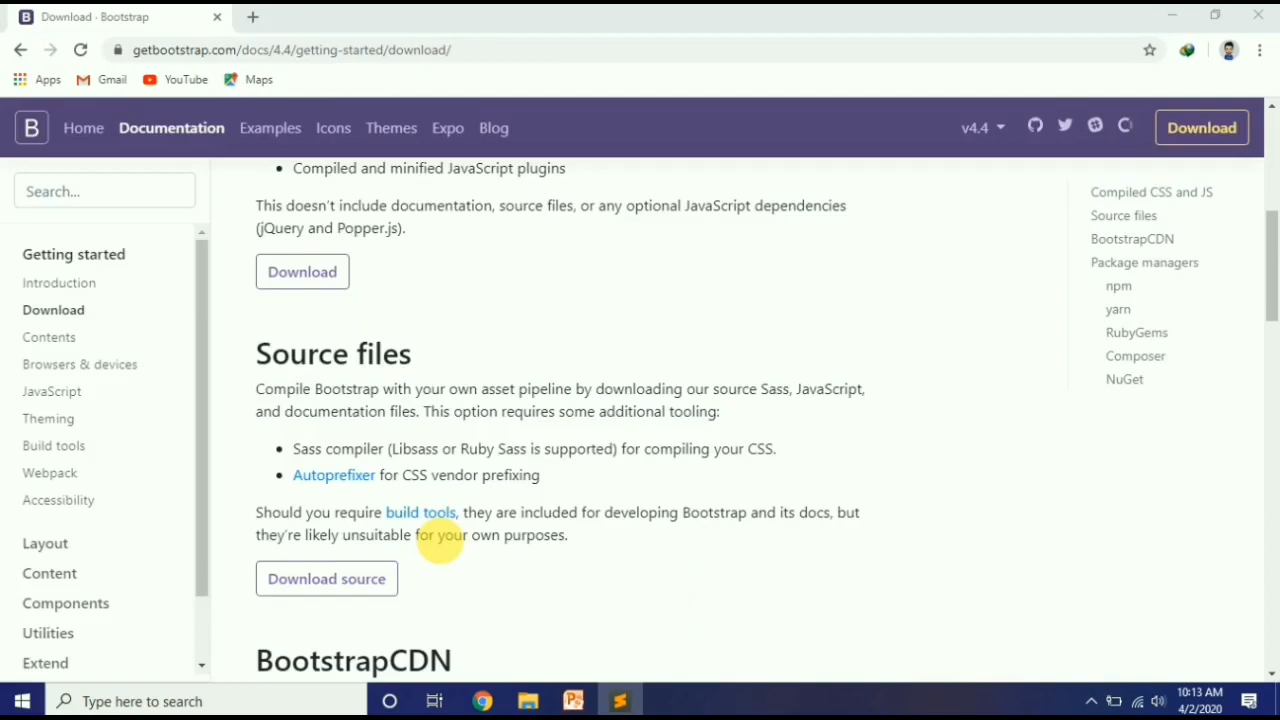 Download · Bootstrap
getbootstrap.com/docs/4.4/getting-started/download/
Apps Gmail YouTube Maps
B Home Documentation Examples Icons Themes Expo Blog v4.4 Download
Search...
Getting started
Introduction
Download
Contents
Browsers & devices
JavaScript
Theming
Build tools
Webpack
Accessibility
Layout
Content
Components
Utilities
Extend
Compiled and minified JavaScript plugins
This doesn't include documentation, source files, or any optional JavaScript dependencies
(jQuery and Popper.js).
Download
Source files
Compile Bootstrap with your own asset pipeline by downloading our source Sass, JavaScript,
and documentation files. This option requires some additional tooling:
Sass compiler (Libsass or Ruby Sass is supported) for compiling your CSS.
Autoprefixer for CSS vendor prefixing
Should you require build tools, they are included for developing Bootstrap and its docs, but
they're likely unsuitable for your own purposes.
Download source
BootstrapCDN
Compiled CSS and JS
Source files
BootstrapCDN
Package managers
npm
yarn
RubyGems
Composer
NuGet
Type here to search
10:13 AM
4/2/2020